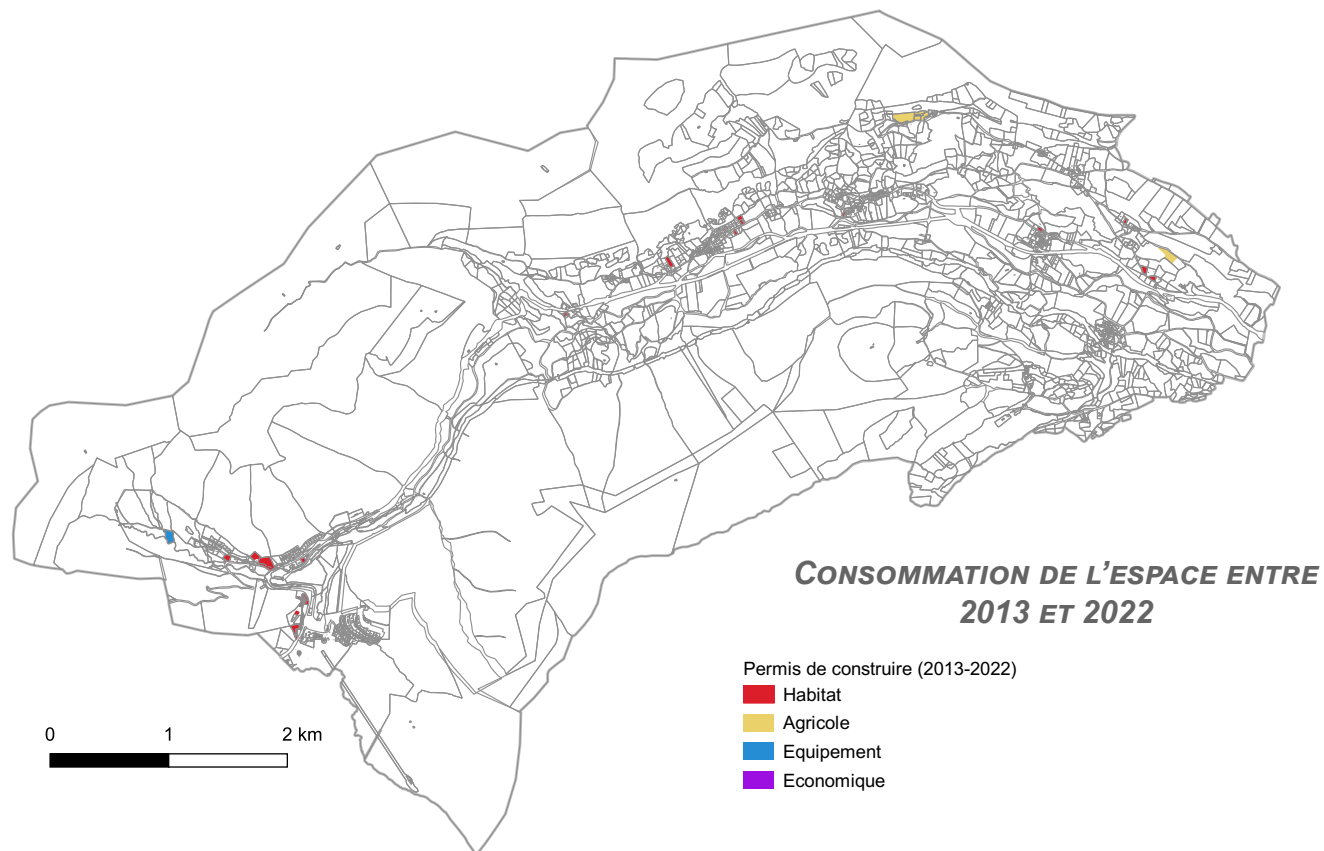 CONSOMMATION DE L'ESPACE ENTRE
2013 ET 2022
Permis de construire (2013-2022)
Habitat
Agricole
Equipement
Economique
0 1 2 km